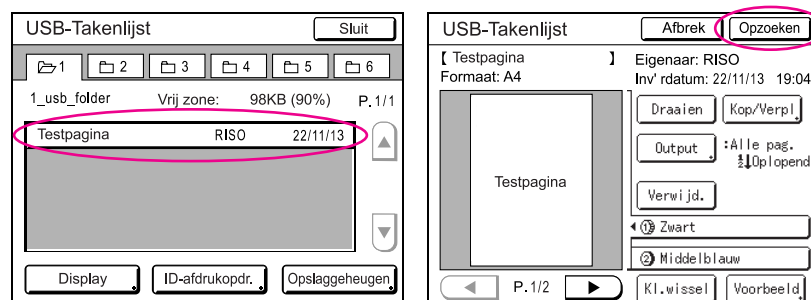 USB-Takenlijst Sluit
1 2 3 4 5 6
1_usb_folder Vrij zone: 98KB (90%) P.1/1
Testpagina RISO 22/11/13
Display ID-afdrukopdr. Opslaggeheugen
USB-Takenlijst Afbrek Opzoeken
【 Testpagina 】
Formaat: A4
Testpagina
P.1/2
Eigenaar: RISO
Inv' rdatum: 22/11/13 19:04
Draaien Kop/Verpl
Output :Alle pag.
Oplopend
Verwijd.
① Zwart
② Middelblauw
Kl.wissel Voorbeeld